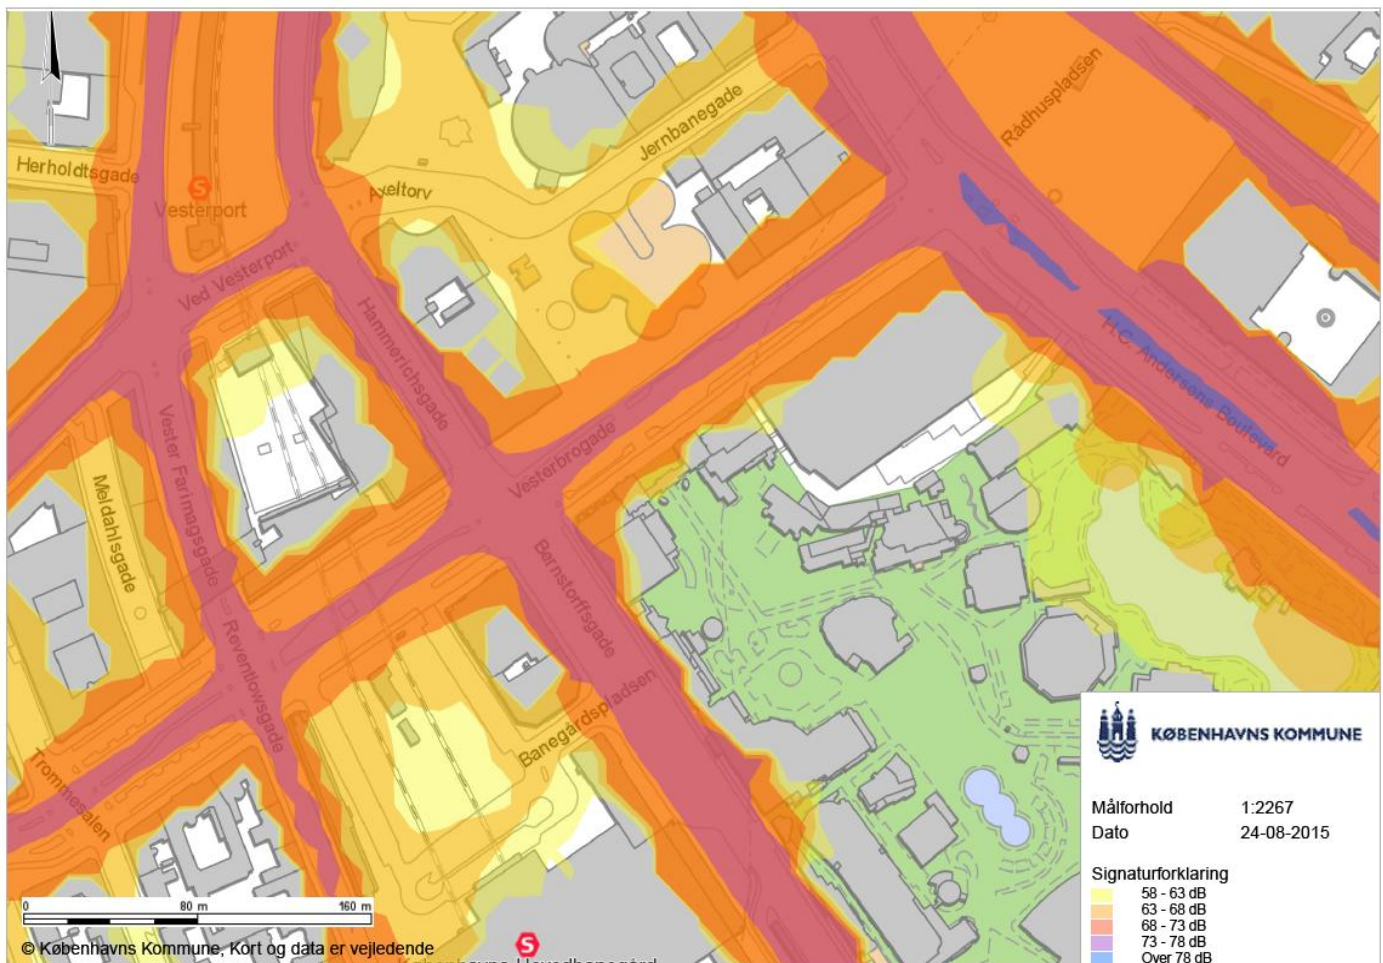 Herholdtsgade
S
Vesterport
Ved Vesterport
Axeltorv
Jernbanegade
Rådhuspladsen
Hammerichsgade
H.C. Andersens Boulevard
Vesterbrogade
Vester Farimagsgade
Meldahlsgade
Bernstorffsgade
Reventlowsgade
Banegårdspladsen
Trommesalen
0 80 m 160 m
© Københavns Kommune, Kort og data er vejledende
S
Københavns Hovedbanegård
KØBENHAVNS KOMMUNE
Målforhold 1:2267
Dato 24-08-2015
Signaturforklaring
58 - 63 dB
63 - 68 dB
68 - 73 dB
73 - 78 dB
Over 78 dB